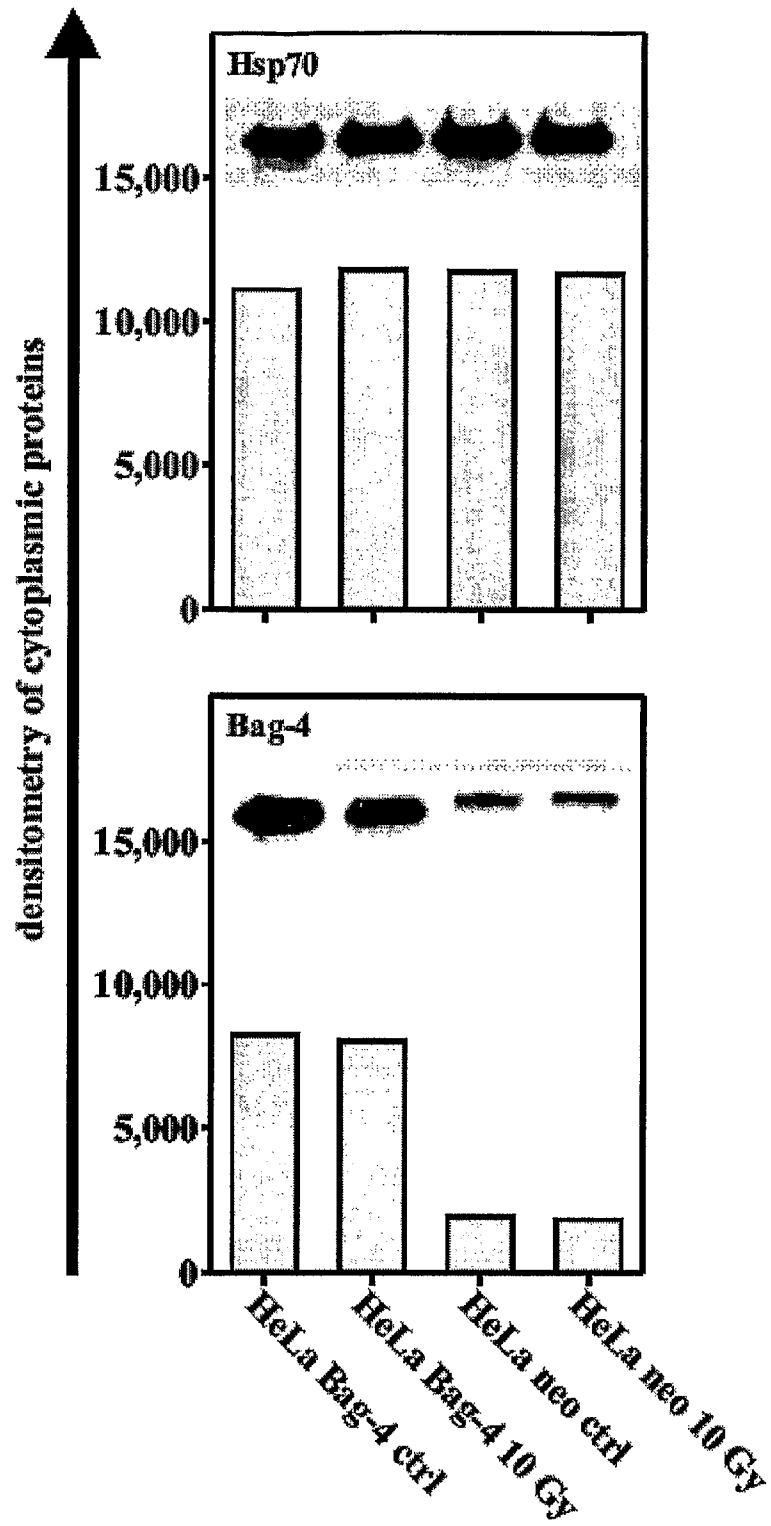 densitometry of cytoplasmic proteins
Hsp70
15,000
10,000
5,000
0
Bag-4
15,000
10,000
5,000
0
HeLa Bag-4 ctrl
HeLa Bag-4 10 Gy
HeLa neo ctrl
HeLa neo 10 Gy